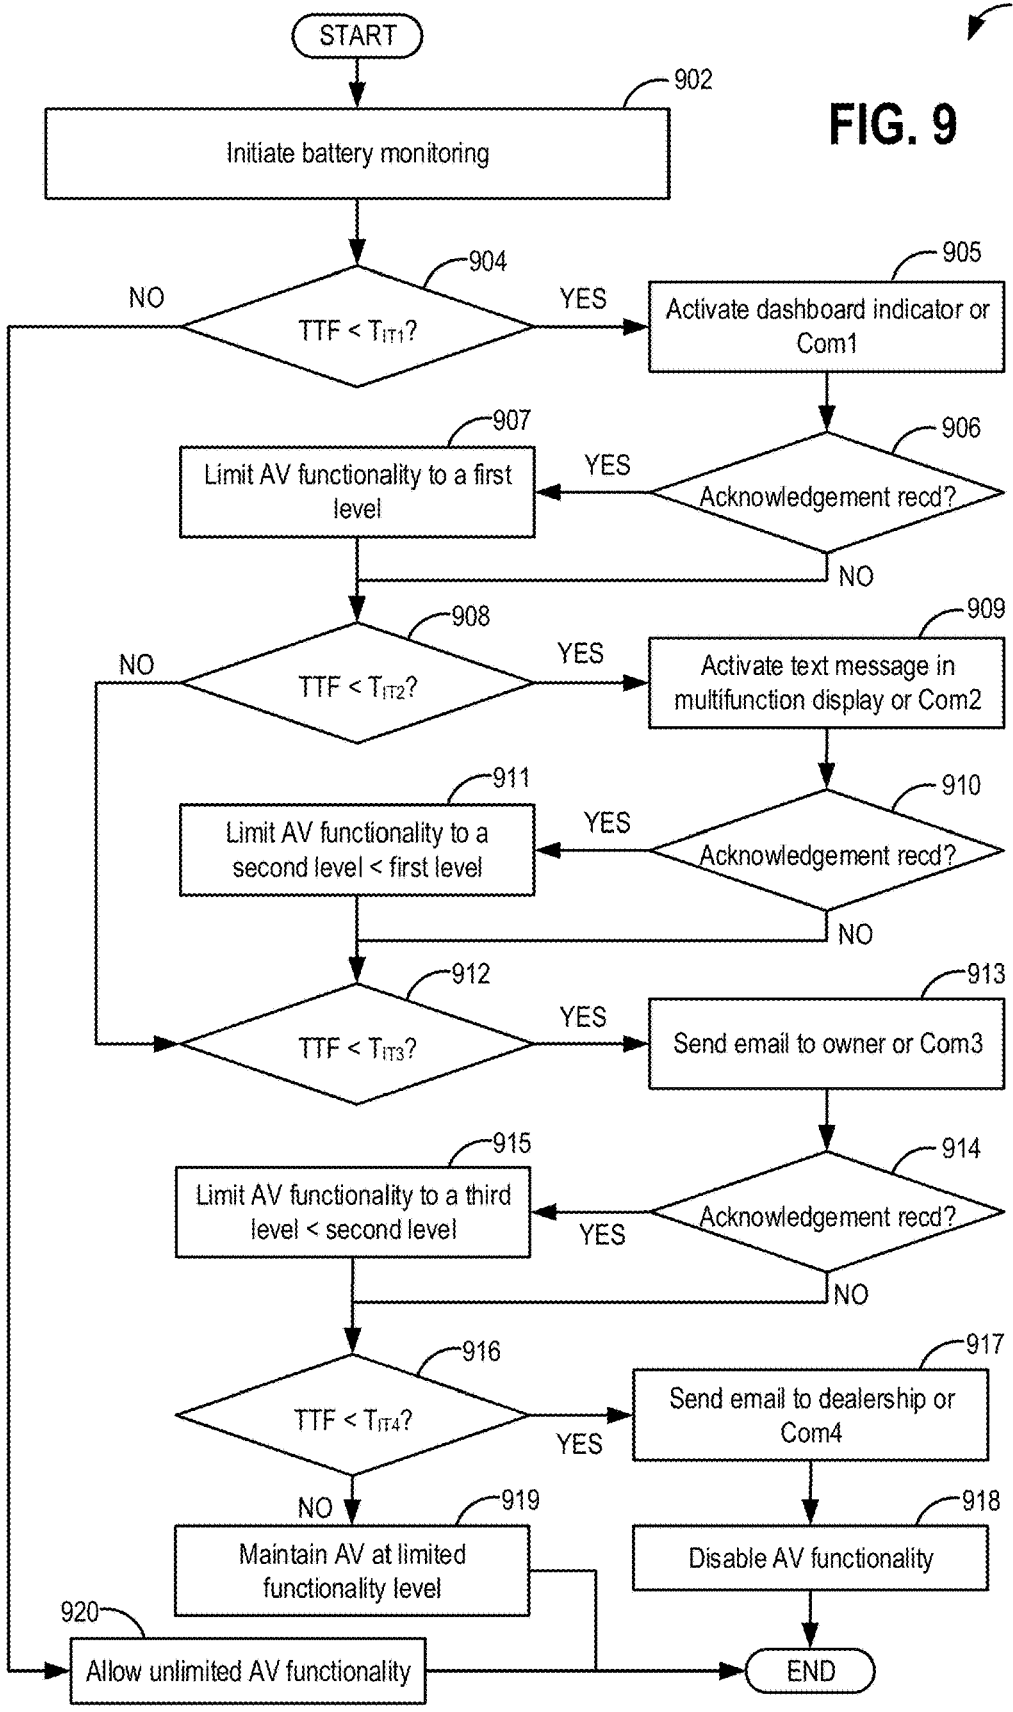 START
902
FIG. 9
Initiate battery monitoring
904
NO
YES
TTF < TIT1?
905
Activate dashboard indicator or
Com1
906
Acknowledgement recd?
YES
NO
907
Limit AV functionality to a first
level
908
NO
YES
TTF < TIT2?
909
Activate text message in
multifunction display or Com2
910
Acknowledgement recd?
YES
NO
911
Limit AV functionality to a
second level < first level
912
YES
TTF < TIT3?
913
Send email to owner or Com3
914
Acknowledgement recd?
YES
NO
915
Limit AV functionality to a third
level < second level
916
TTF < TIT4?
YES
NO
917
Send email to dealership or
Com4
918
Disable AV functionality
919
Maintain AV at limited
functionality level
920
Allow unlimited AV functionality
END